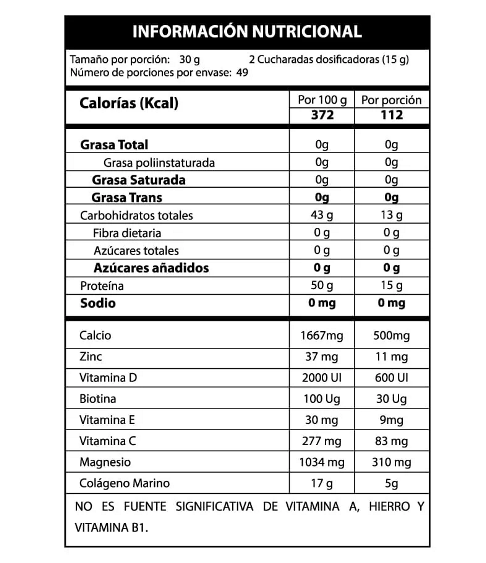 INFORMACIÓN NUTRICIONAL
Tamaño por porción: 30 g 2 Cucharadas dosificadoras (15 g)
Número de porciones por envase: 49
Calorías (Kcal) Por 100 g Por porción
372 112
Grasa Total 0g 0g
Grasa poliinstaturada 0g 0g
Grasa Saturada 0g 0g
Grasa Trans 0g 0g
Carbohidratos totales 43 g 13 g
Fibra dietaria 0 g 0 g
Azúcares totales 0 g 0 g
Azúcares añadidos 0 g 0 g
Proteína 50 g 15 g
Sodio 0 mg 0 mg
Calcio 1667mg 500mg
Zinc 37 mg 11 mg
Vitamina D 2000 UI 600 UI
Biotina 100 Ug 30 Ug
Vitamina E 30 mg 9mg
Vitamina C 277 mg 83 mg
Magnesio 1034 mg 310 mg
Colágeno Marino 17 g 5g
NO ES FUENTE SIGNIFICATIVA DE VITAMINA A, HIERRO Y
VITAMINA B1.